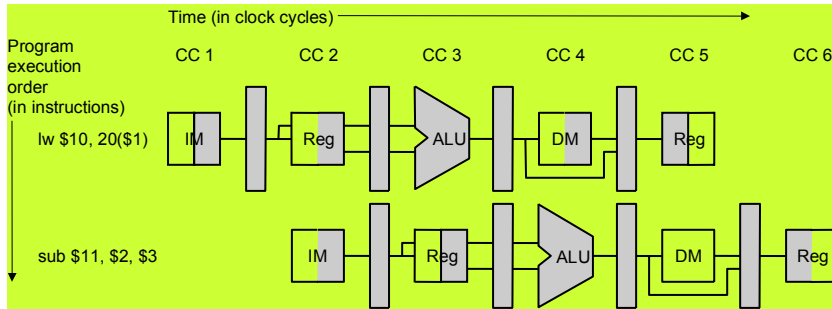 Time (in clock cycles)
Program
execution
order
(in instructions)
CC 1 CC 2 CC 3 CC 4 CC 5 CC 6
lw $10, 20($1)
IM Reg ALU DM Reg
sub $11, $2, $3
IM Reg ALU DM Reg